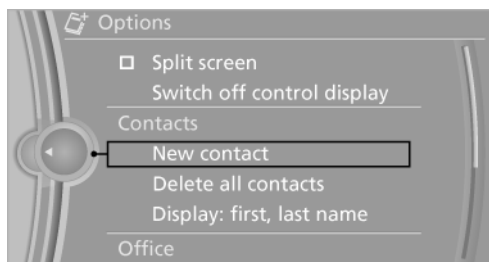 Options
Split screen
Switch off control display
Contacts
New contact
Delete all contacts
Display: first, last name
Office